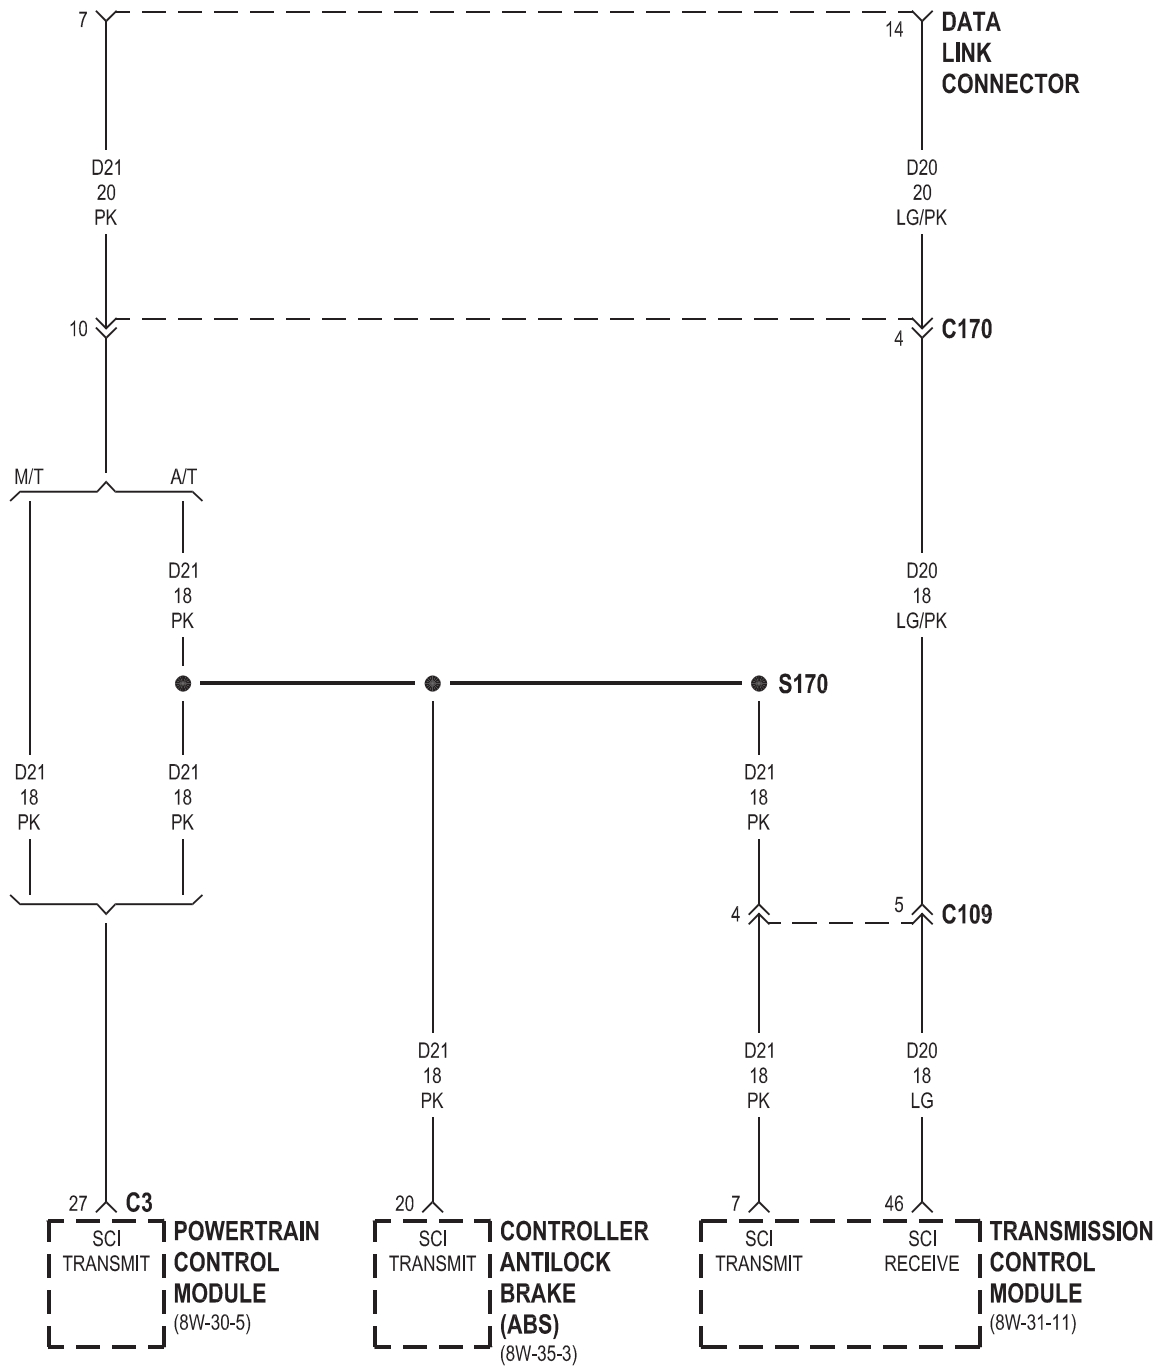 7
14
DATA
LINK
CONNECTOR
D21
20
PK
D20
20
LG/PK
10
4
C170
M/T
A/T
D21
18
PK
D20
18
LG/PK
S170
D21
18
PK
D21
18
PK
D21
18
PK
4
5
C109
D21
18
PK
D21
18
PK
D20
18
LG
27
C3
20
7
46
SCI
TRANSMIT
POWERTRAIN
CONTROL
MODULE
(8W-30-5)
SCI
TRANSMIT
CONTROLLER
ANTILOCK
BRAKE
(ABS)
(8W-35-3)
SCI
TRANSMIT
SCI
RECEIVE
TRANSMISSION
CONTROL
MODULE
(8W-31-11)